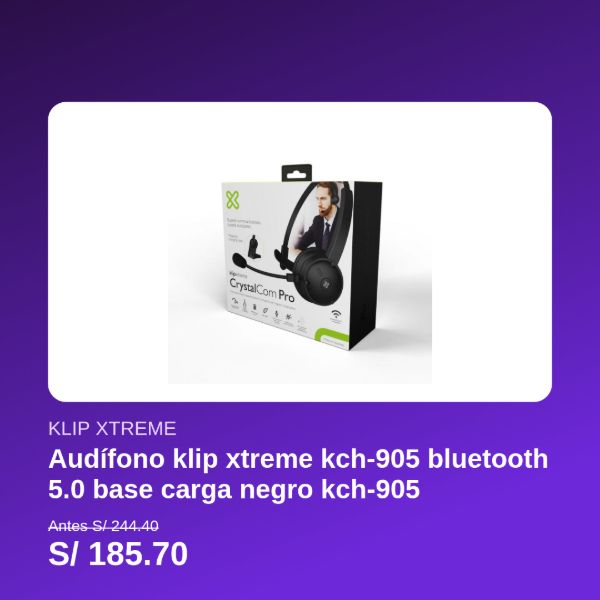 klipxtreme
CrystalCom Pro
KLIP XTREME
Audífono klip xtreme kch-905 bluetooth
5.0 base carga negro kch-905
Antes S/ 244.40
S/ 185.70